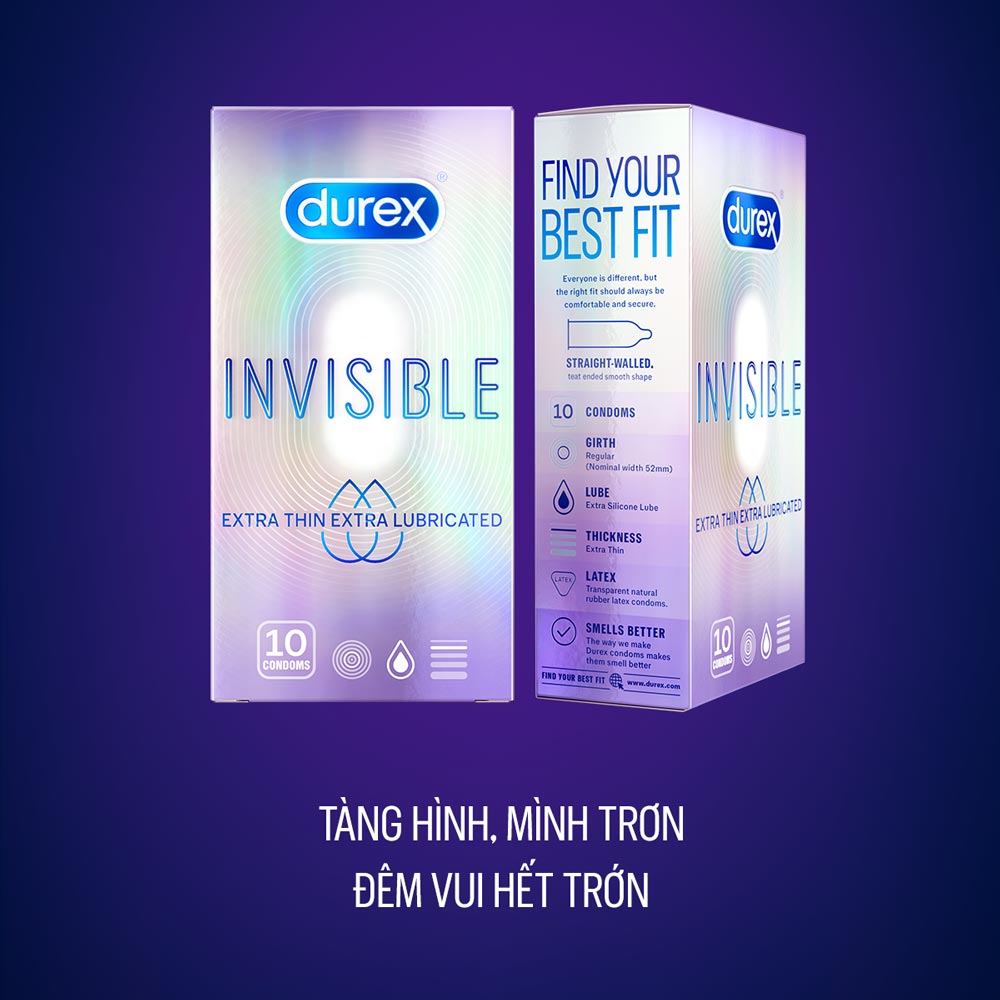 durex®
INVISIBLE
EXTRA THIN EXTRA LUBRICATED
10
CONDOMS
FIND YOUR
BEST FIT
Everyone is different, but
the right fit should always be
comfortable and secure.
STRAIGHT-WALLED.
teat ended smooth shape
10 CONDOMS
GIRTH
Regular
(Nominal width 52mm)
LUBE
Extra Silicone Lube
THICKNESS
Extra Thin
LATEX
LATEX
Transparent natural
rubber latex condoms.
SMELLS BETTER
The way we make
Durex condoms makes
them smell better
FIND YOUR BEST FIT www.durex.com
durex
INVISIBLE
EXTRA THIN EXTRA LUBRICATED
10
CONDOMS
TÀNG HÌNH, MÌNH TRƠN
ĐÊM VUI HẾT TRỚN